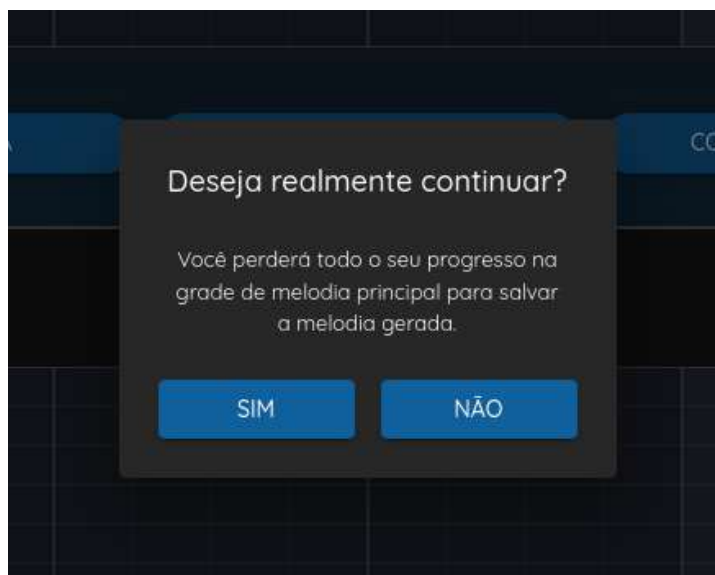 Deseja realmente continuar?
Você perderá todo o seu progresso na
grade de melodia principal para salvar
a melodia gerada.
SIM
NÃO